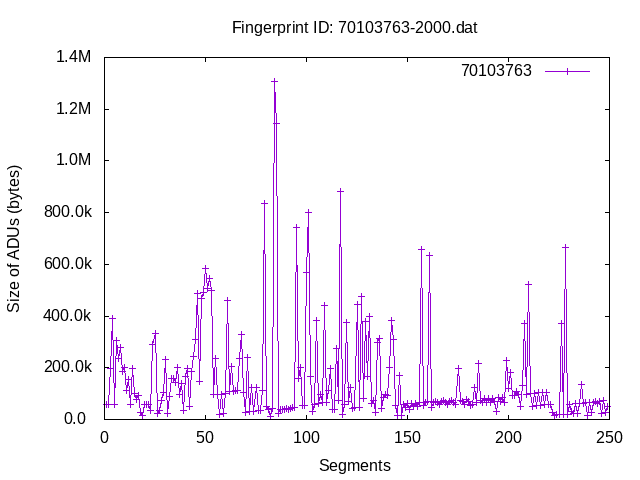 Fingerprint ID: 70103763-2000.dat
1.4M
70103763
1.2M
1.0M
800.0k
600.0k
400.0k
200.0k
0.0
Size of ADUs (bytes)
0 50 100 150 200 250
Segments